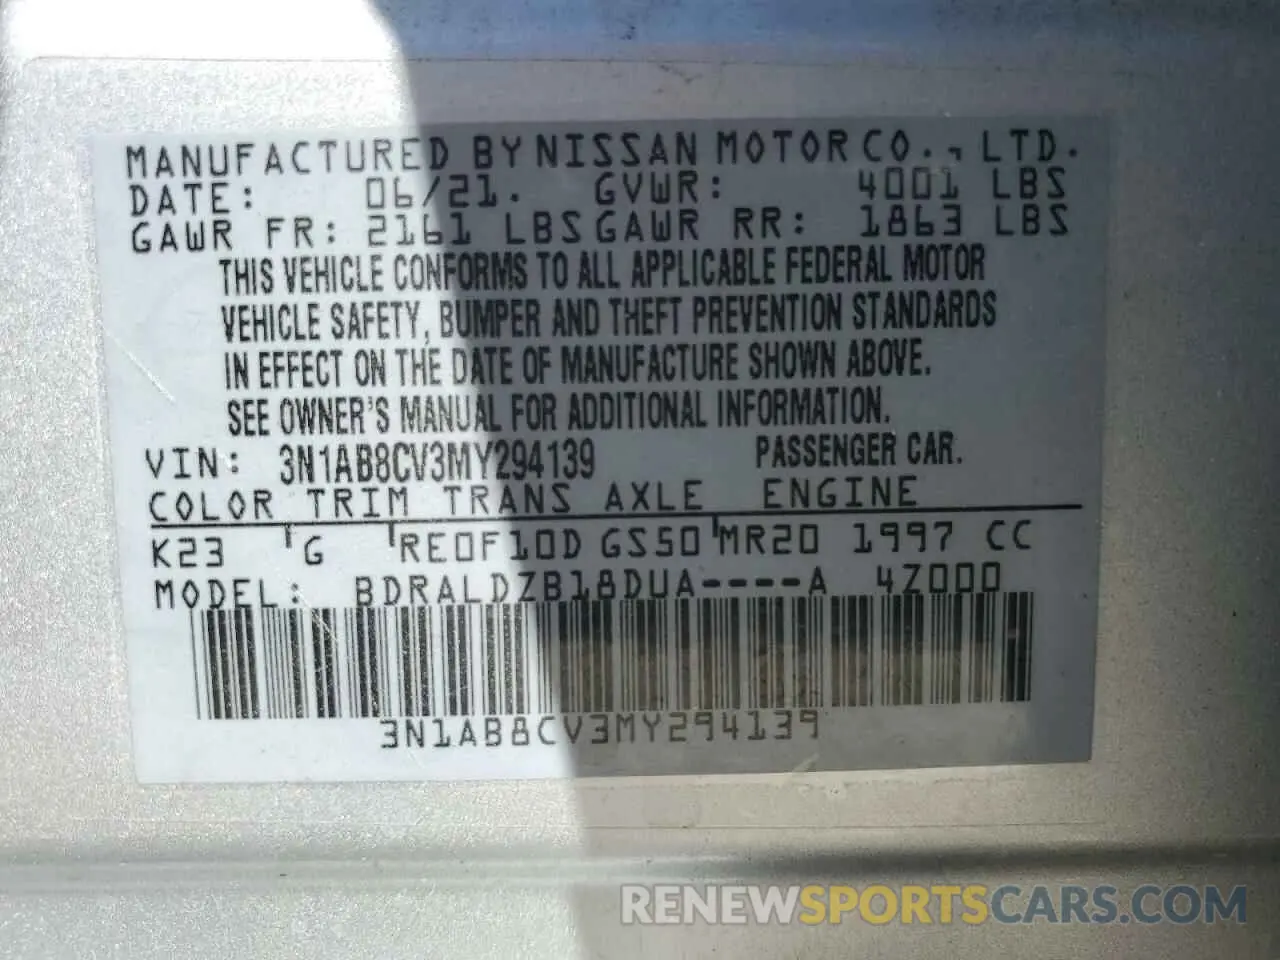 MANUFACTURED BY NISSAN MOTOR CO., LTD.
DATE: 06/21. GVWR: 4001 LBS
GAWR FR: 2161 LBS GAWR RR: 1863 LBS
THIS VEHICLE CONFORMS TO ALL APPLICABLE FEDERAL MOTOR
VEHICLE SAFETY, BUMPER AND THEFT PREVENTION STANDARDS
IN EFFECT ON THE DATE OF MANUFACTURE SHOWN ABOVE.
SEE OWNER'S MANUAL FOR ADDITIONAL INFORMATION.
VIN: 3N1AB8CV3MY294139 PASSENGER CAR.
COLOR TRIM TRANS AXLE ENGINE
K23 G RE0F10D GS50 MR20 1997 CC
MODEL: BDRALDZB18DUA----A 4Z000
3N1AB8CV3MY294139
RENEWSPORTSCARS.COM